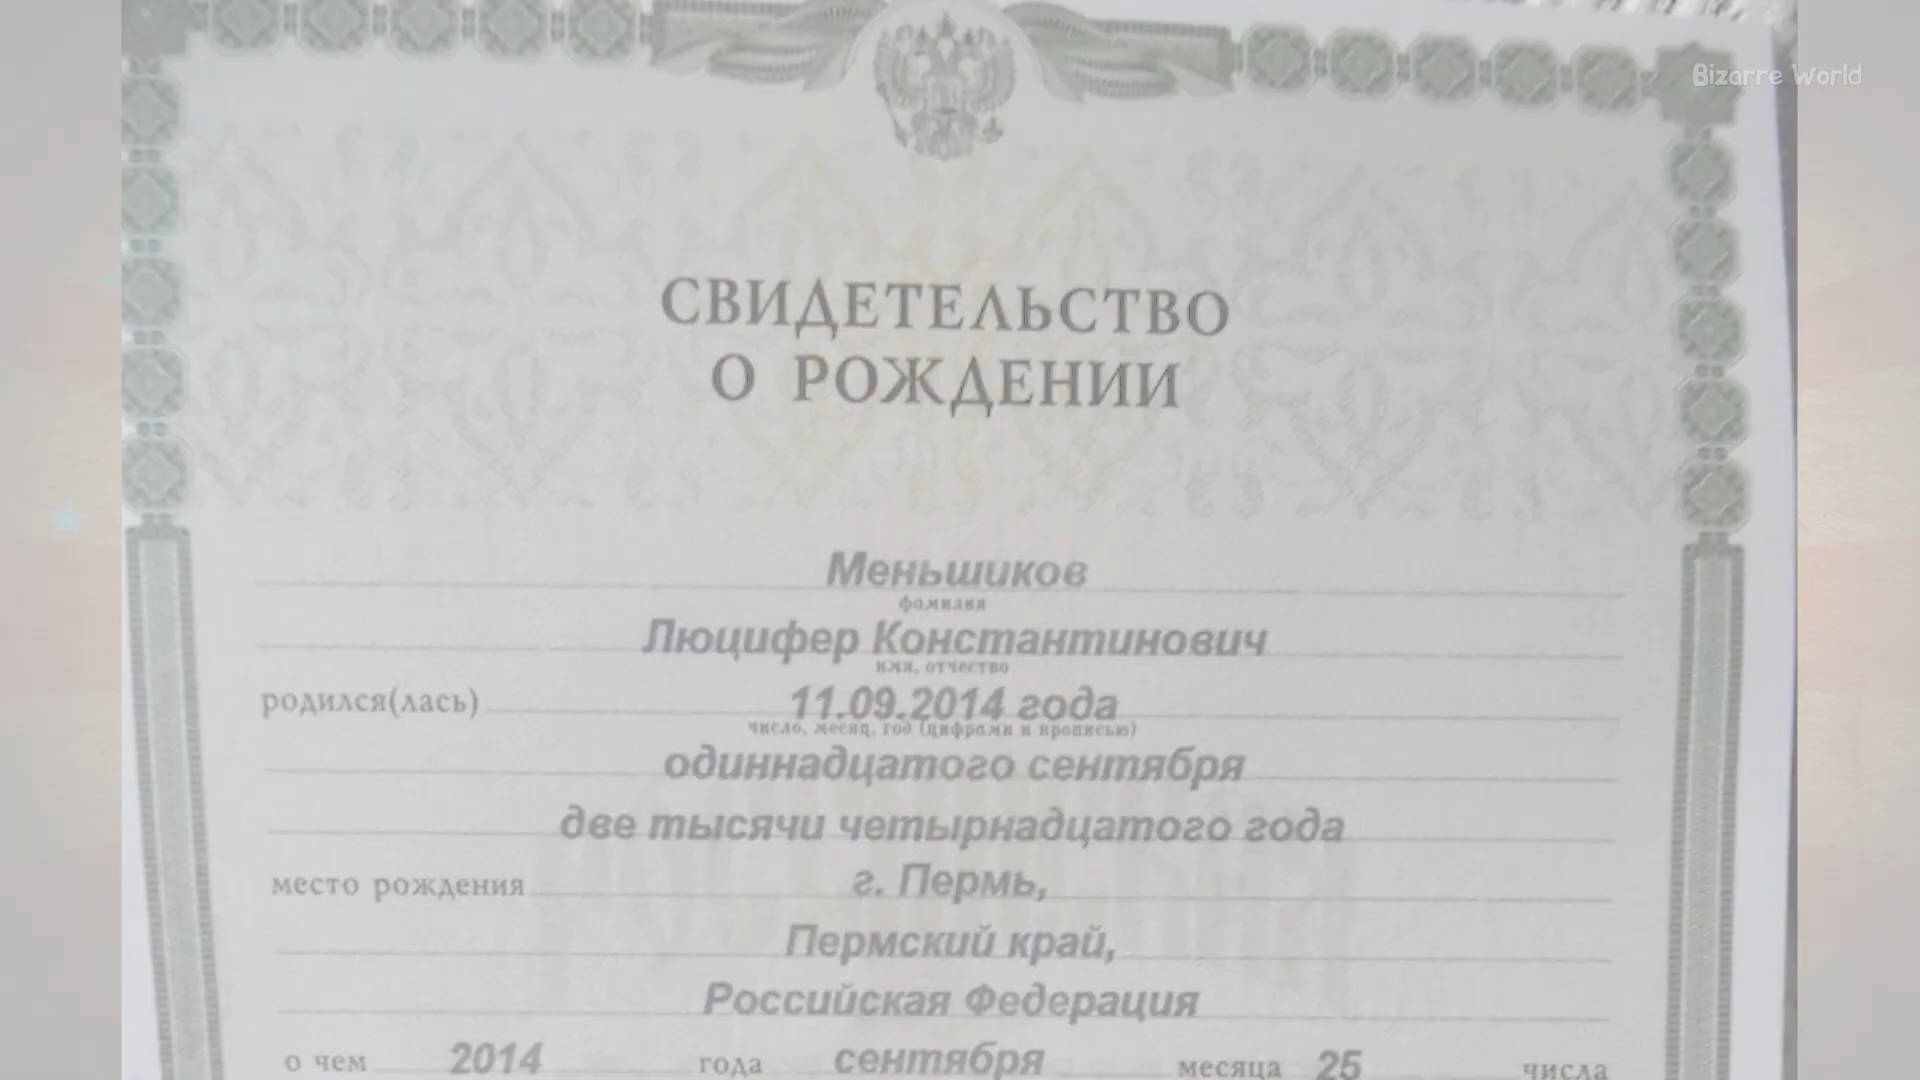 Bizarre World
СВИДЕТЕЛЬСТВО
О РОЖДЕНИИ
Меньшиков
фамилия
Люцифер Константинович
имя, отчество
родился(лась) 11.09.2014 года
число, месяц, год (цифрами и прописью)
одиннадцатого сентября
две тысячи четырнадцатого года
место рождения г. Пермь,
Пермский край,
Российская Федерация
о чем 2014 года сентября месяца 25 числа